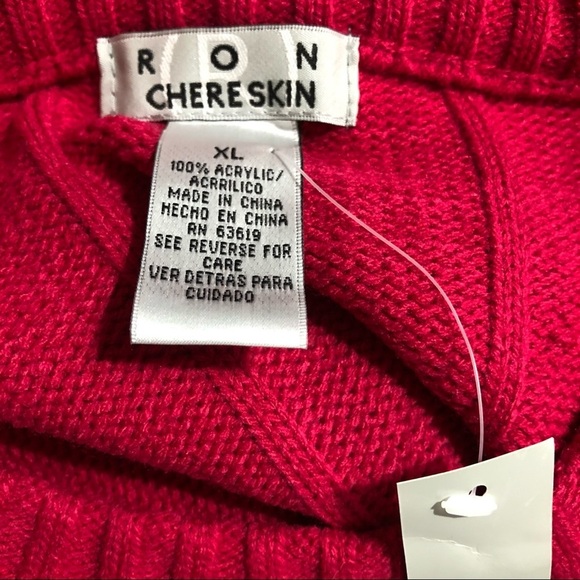 RON
CHERESKIN
XL
100% ACRYLIC/
ACRRILICO
MADE IN CHINA
HECHO EN CHINA
RN 63619
SEE REVERSE FOR
CARE
VER DETRAS PARA
CUIDADO